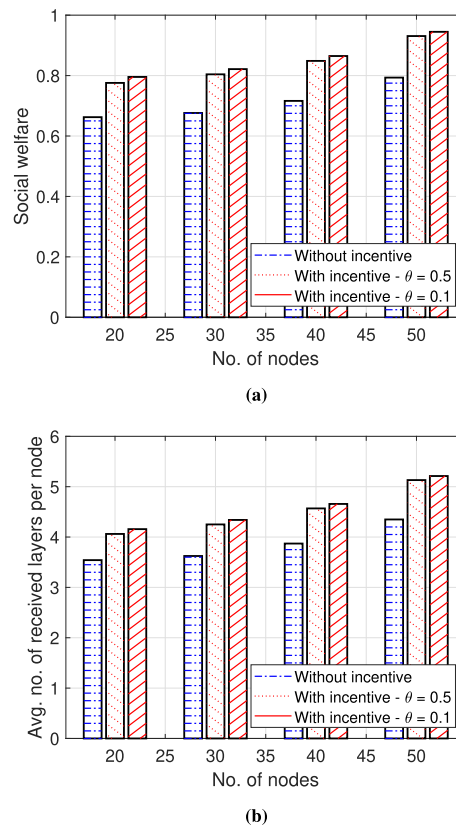 1
0.8
0.6
0.4
0.2
0
Social welfare
Without incentive
With incentive - θ = 0.5
With incentive - θ = 0.1
20 25 30 35 40 45 50
No. of nodes
(a)
6
5
4
3
2
1
0
Avg. no. of received layers per node
Without incentive
With incentive - θ = 0.5
With incentive - θ = 0.1
20 25 30 35 40 45 50
No. of nodes
(b)